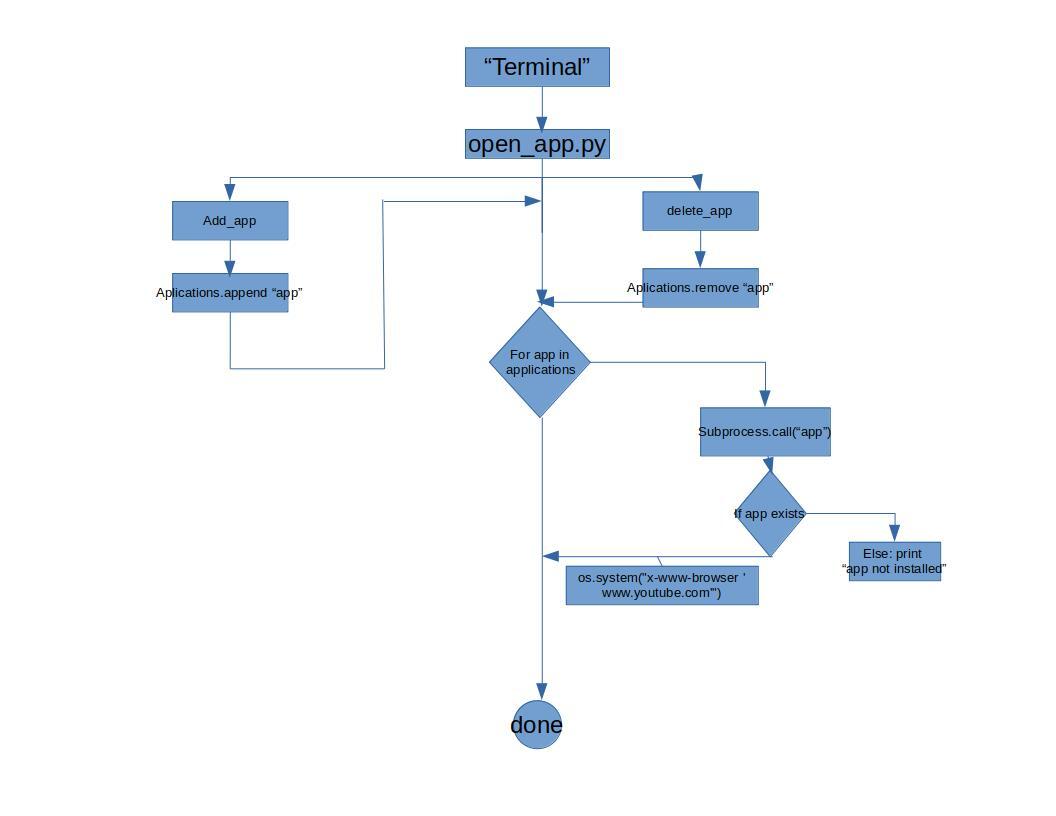 “Terminal”
open_app.py
Add_app
delete_app
Aplications.append “app”
Aplications.remove “app”
For app in
applications
Subprocess.call(“app”)
If app exists
Else: print
“app not installed”
os.system("x-www-browser '
www.youtube.com'")
done